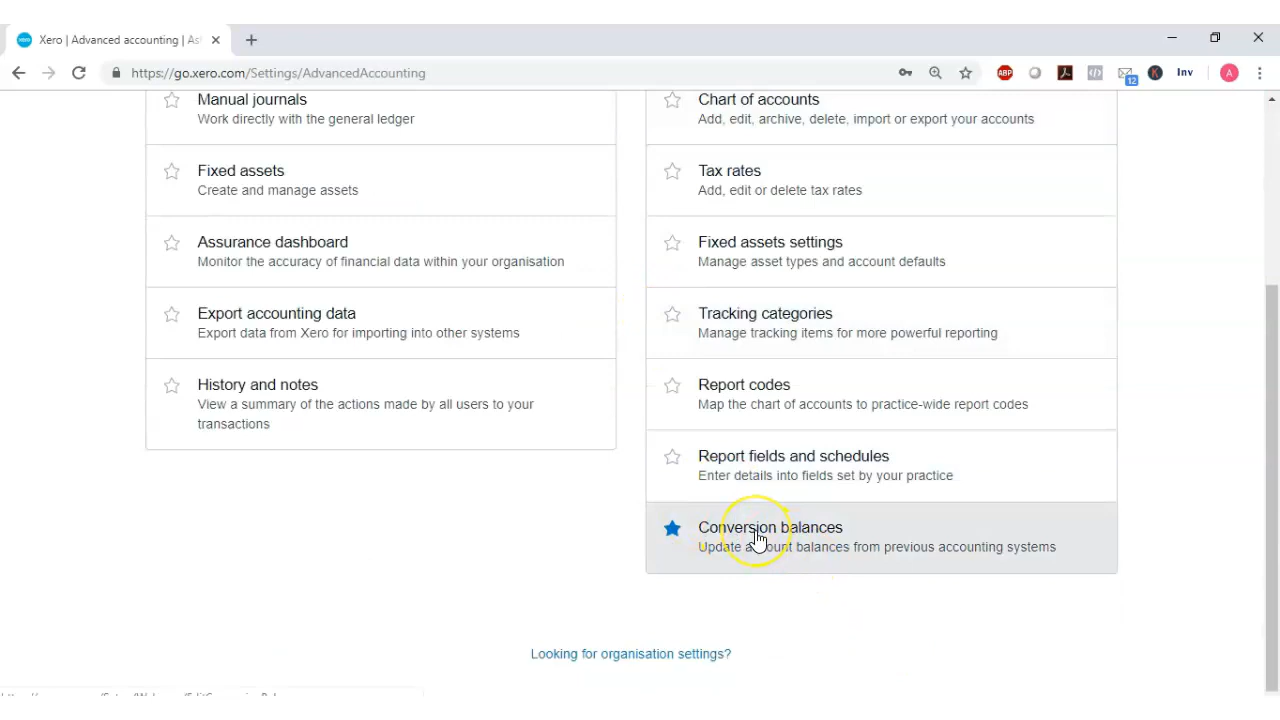 Xero | Advanced accounting | As
https://go.xero.com/Settings/AdvancedAccounting
ABP
12
K
Inv
A
Manual journals
Work directly with the general ledger
Fixed assets
Create and manage assets
Assurance dashboard
Monitor the accuracy of financial data within your organisation
Export accounting data
Export data from Xero for importing into other systems
History and notes
View a summary of the actions made by all users to your
transactions
Chart of accounts
Add, edit, archive, delete, import or export your accounts
Tax rates
Add, edit or delete tax rates
Fixed assets settings
Manage asset types and account defaults
Tracking categories
Manage tracking items for more powerful reporting
Report codes
Map the chart of accounts to practice-wide report codes
Report fields and schedules
Enter details into fields set by your practice
Conversion balances
Update account balances from previous accounting systems
Looking for organisation settings?